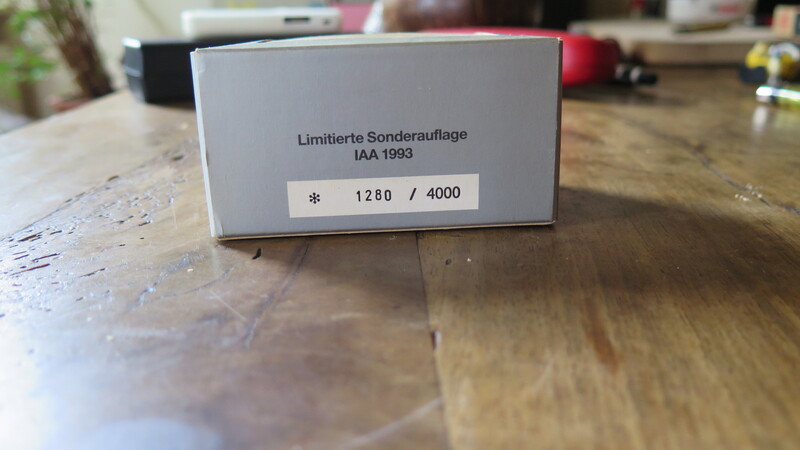 Limitierte Sonderauflage
IAA 1993
* 1280 / 4000